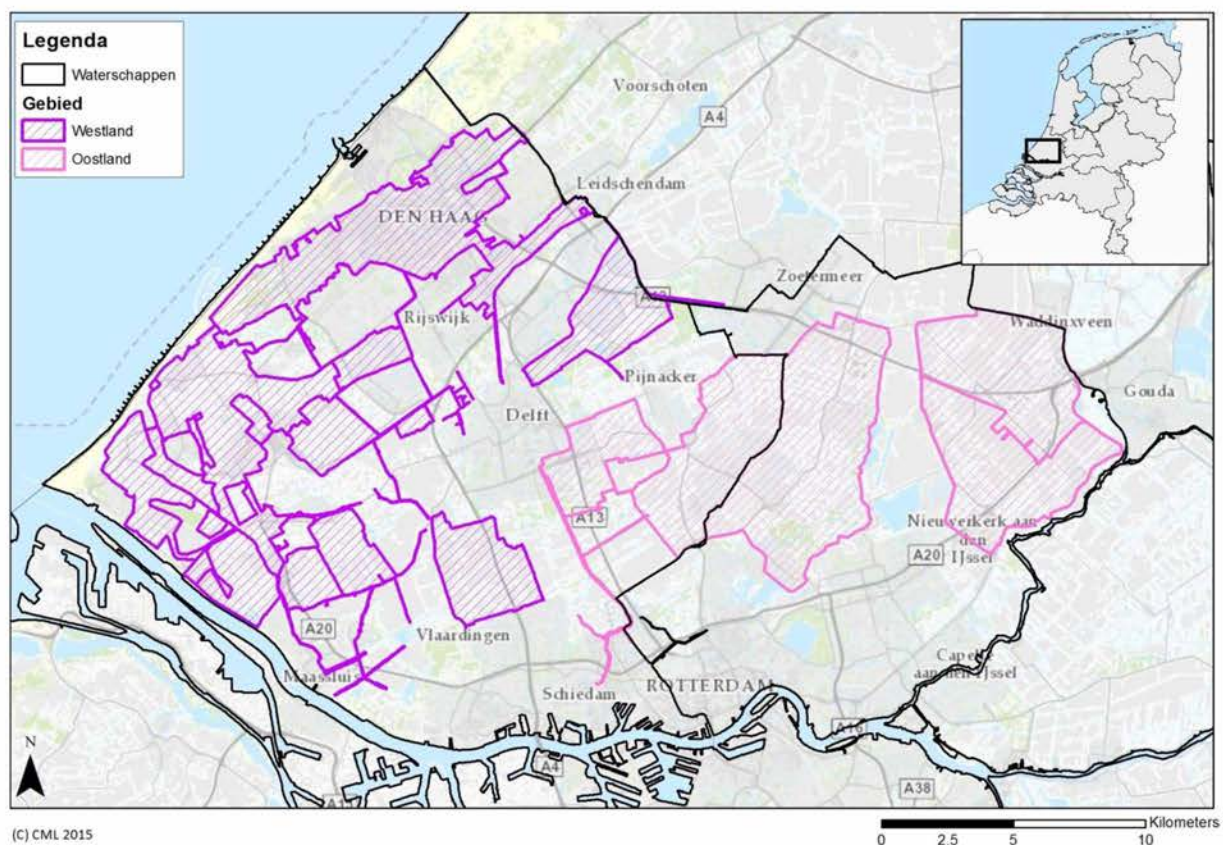 Legenda
Waterschappen
Gebied
Westland
Oostland
Voorschoten
A4
Leidschendam
DEN HAAG
Zoetermeer
A12
Rijswijk
Waddinxveen
Pijnacker
Gouda
Delft
A13
Nieuwerkerk aan
den
IJssel
A20
A20
Vlaardingen
Maassluis
Capelle
aan den IJssel
Schiedam
ROTTERDAM
A16
A4
A38
N
Kilometers
0 2.5 5 10
(C) CML 2015